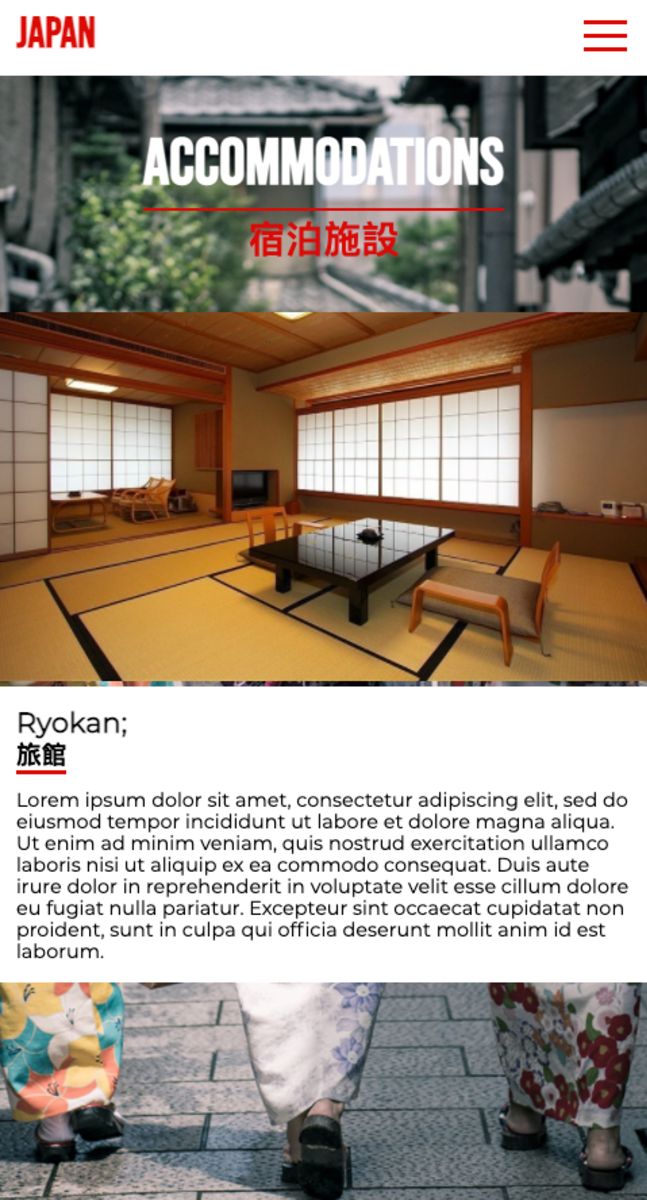 JAPAN
ACCOMMODATIONS
宿泊施設
Ryokan;
旅館
Lorem ipsum dolor sit amet, consectetur adipiscing elit, sed do
eiusmod tempor incididunt ut labore et dolore magna aliqua.
Ut enim ad minim veniam, quis nostrud exercitation ullamco
laboris nisi ut aliquip ex ea commodo consequat. Duis aute
irure dolor in reprehenderit in voluptate velit esse cillum dolore
eu fugiat nulla pariatur. Excepteur sint occaecat cupidatat non
proident, sunt in culpa qui officia deserunt mollit anim id est
laborum.